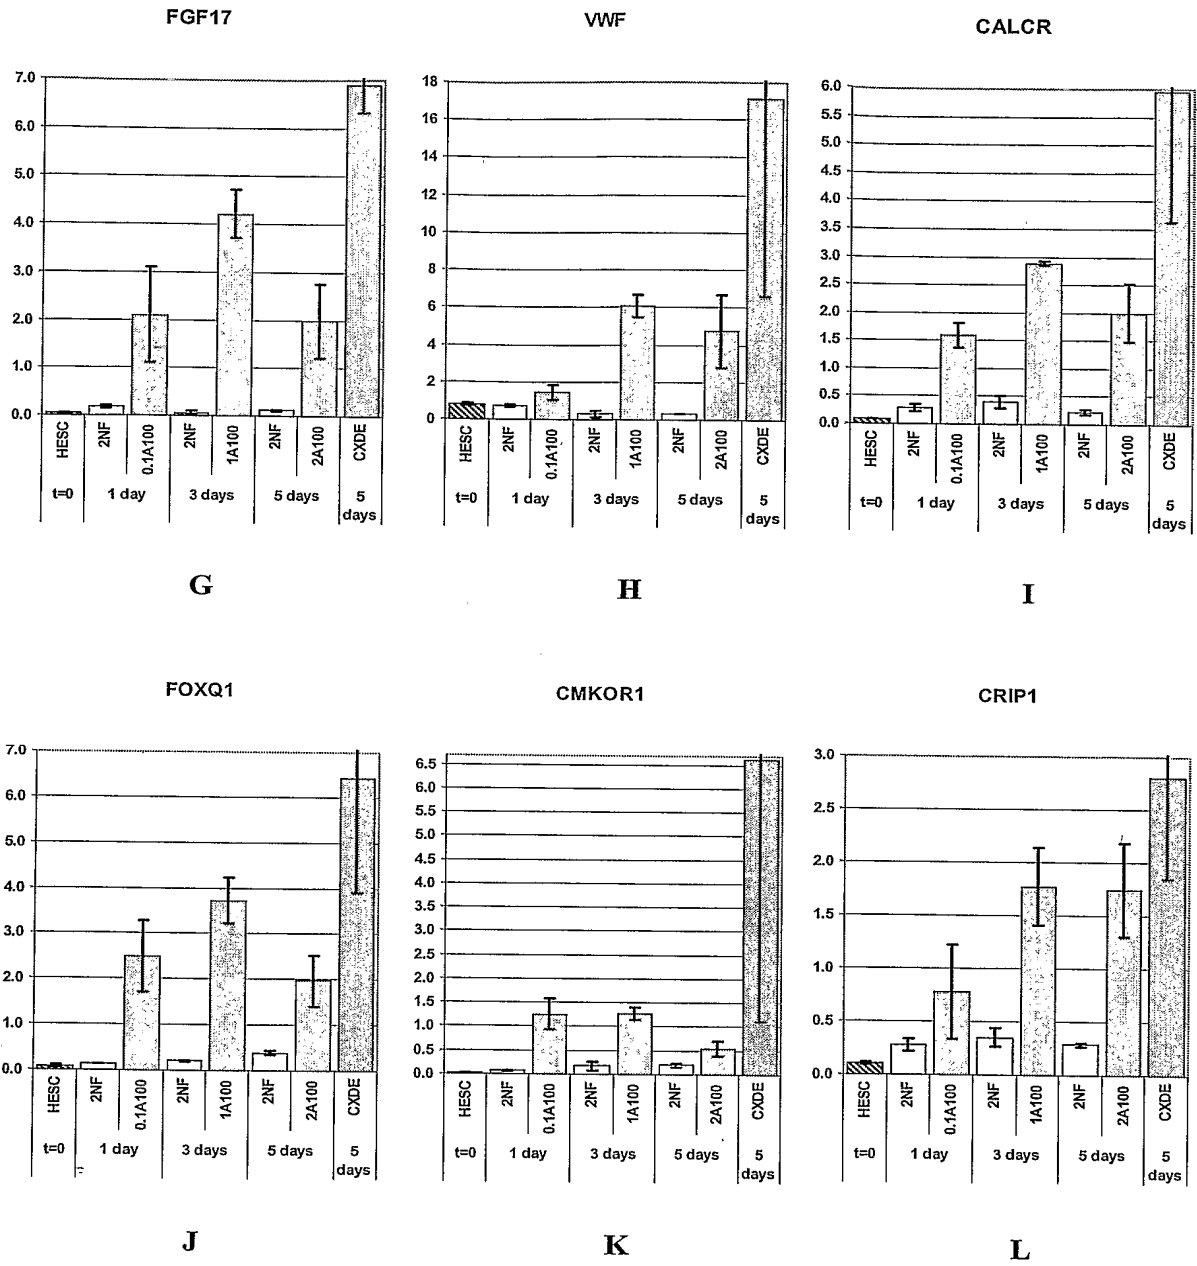 FGF17
7.0
6.0
5.0
4.0
3.0
2.0
1.0
0.0
HESC
2NF
0.1A100
2NF
1A100
2NF
2A100
CXDE
t=0
1 day
3 days
5 days
5
days
G
VWF
18
16
14
12
10
8
6
4
2
0
HESC
2NF
0.1A100
2NF
1A100
2NF
2A100
CXDE
t=0
1 day
3 days
5 days
5
days
H
CALCR
6.0
5.5
5.0
4.5
4.0
3.5
3.0
2.5
2.0
1.5
1.0
0.5
0.0
HESC
2NF
0.1A100
2NF
1A100
2NF
2A100
CXDE
t=0
1 day
3 days
5 days
5
days
I
FOXQ1
7.0
6.0
5.0
4.0
3.0
2.0
1.0
0.0
HESC
2NF
0.1A100
2NF
1A100
2NF
2A100
CXDE
t=0
1 day
3 days
5 days
5
days
J
CMKOR1
6.5
6.0
5.5
5.0
4.5
4.0
3.5
3.0
2.5
2.0
1.5
1.0
0.5
0.0
HESC
2NF
0.1A100
2NF
1A100
2NF
2A100
CXDE
t=0
1 day
3 days
5 days
5
days
K
CRIP1
3.0
2.5
2.0
1.5
1.0
0.5
0.0
HESC
2NF
0.1A100
2NF
1A100
2NF
2A100
CXDE
t=0
1 day
3 days
5 days
5
days
L